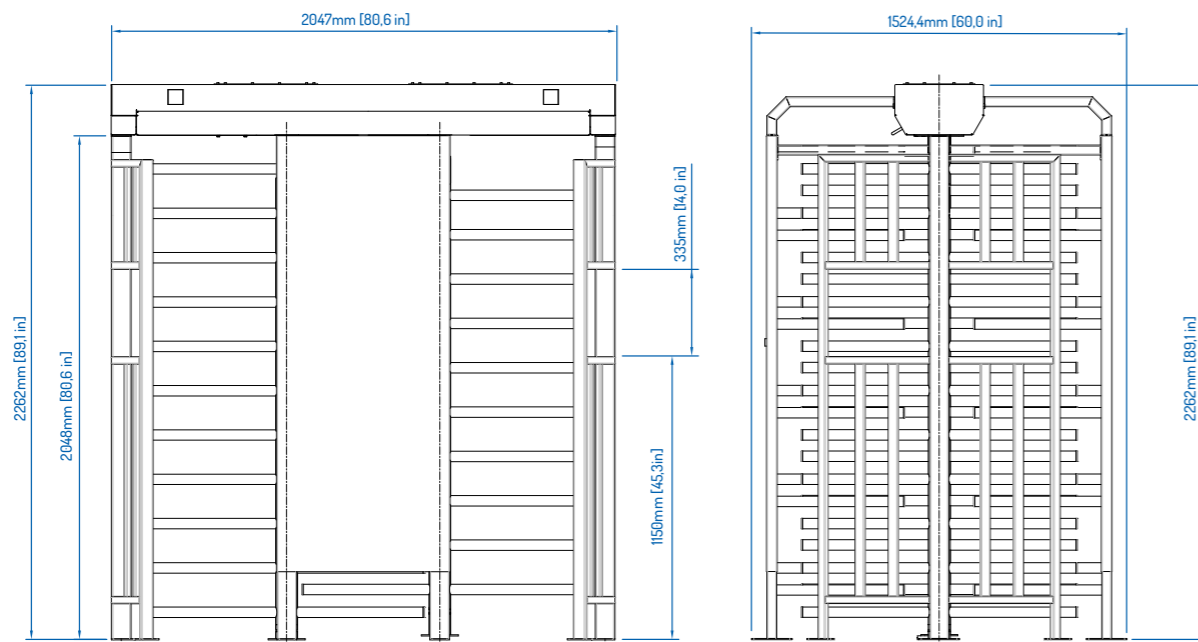 2047mm [80,6 in]
1524,4mm [60,0 in]
2262mm [89,1 in]
2048mm [80,6 in]
335mm [14,0 in]
1150mm [45,3in]
2262mm [89,1 in]